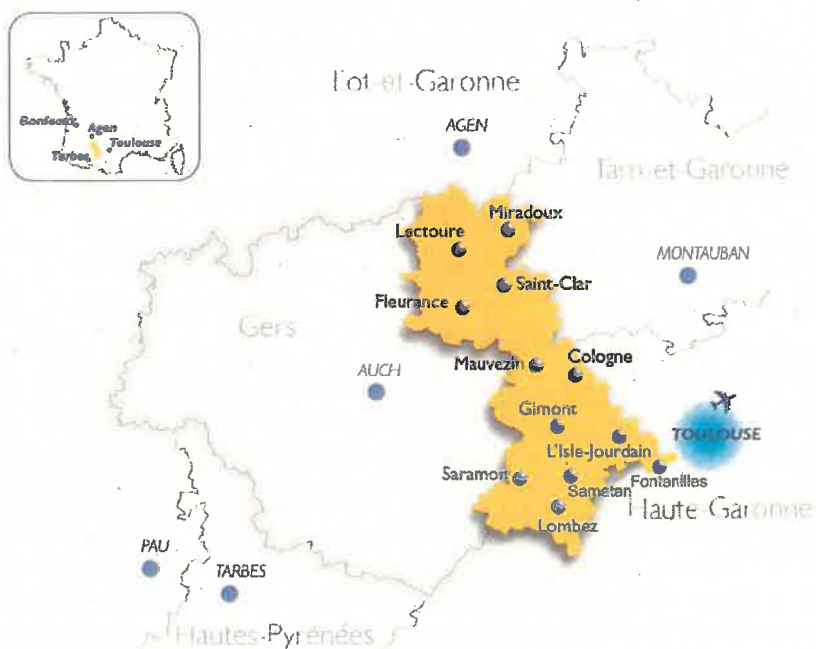 Bordeaux
Agen
Toulouse
Tarbes
Lot-et-Garonne
AGEN
Tarn-et-Garonne
Miradoux
Lectoure
MONTAUBAN
Saint-Clar
Fleurance
Gers
Mauvezin
Cologne
AUCH
Gimont
TOULOUSE
L'Isle-Jourdain
Saramon
Samatan
Fontenilles
Haute-Garonne
Lombez
PAU
TARBES
Hautes-Pyrénées